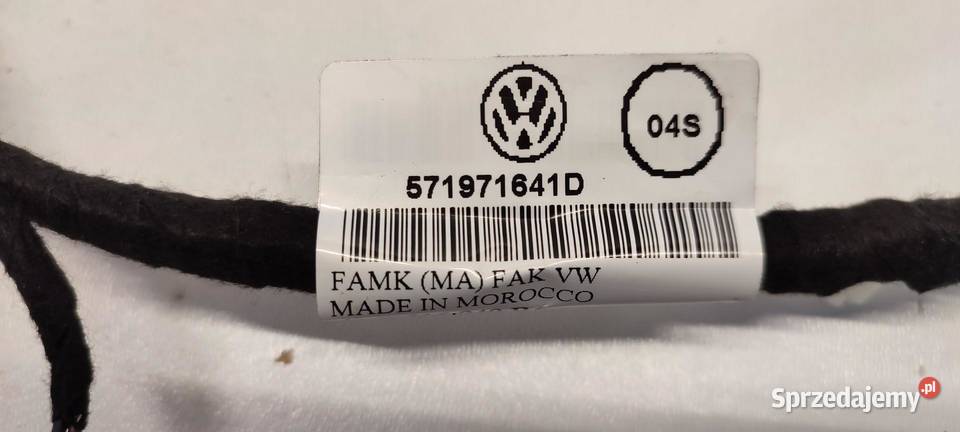 04S
571971641D
FAMK (MA) FAK VW
MADE IN MOROCCO
Sprzedajemy.pl